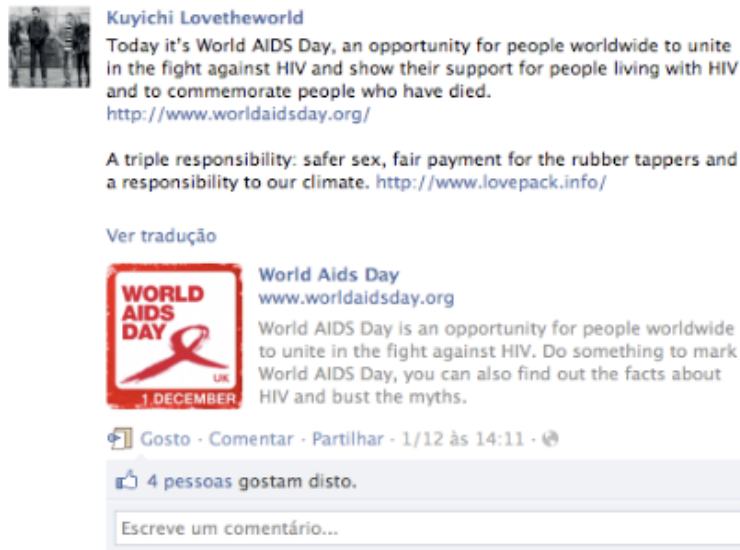 Kuyichi Lovetheworld
Today it's World AIDS Day, an opportunity for people worldwide to unite
in the fight against HIV and show their support for people living with HIV
and to commemorate people who have died.
http://www.worldaidsday.org/
A triple responsibility: safer sex, fair payment for the rubber tappers and
a responsibility to our climate. http://www.lovepack.info/
Ver tradução
WORLD
AIDS
DAY
UK
1.DECEMBER
World Aids Day
www.worldaidsday.org
World AIDS Day is an opportunity for people worldwide
to unite in the fight against HIV. Do something to mark
World AIDS Day, you can also find out the facts about
HIV and bust the myths.
Gosto · Comentar · Partilhar · 1/12 às 14:11 ·
4 pessoas gostam disto.
Escreve um comentário...